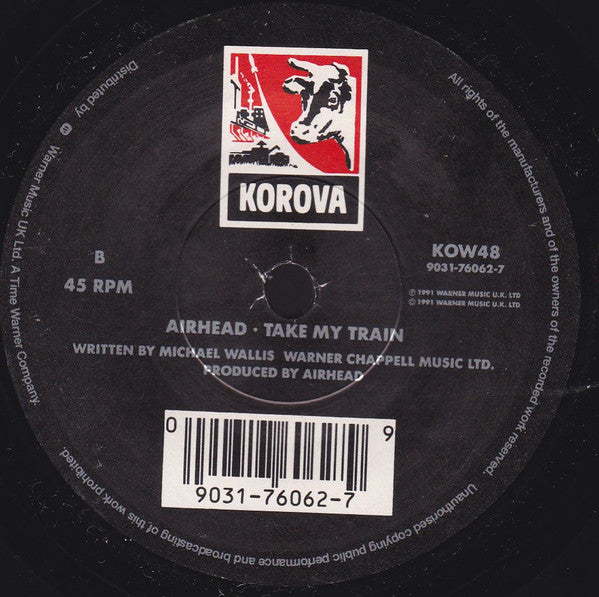 KOROVA
B
45 RPM
KOW48
9031-76062-7
℗ 1991 WARNER MUSIC U.K. LTD
© 1991 WARNER MUSIC U.K. LTD
AIRHEAD · TAKE MY TRAIN
WRITTEN BY MICHAEL WALLIS WARNER CHAPPELL MUSIC LTD.
PRODUCED BY AIRHEAD
0 9
9031-76062-7
All rights of the manufacturers and of the owners of the recorded work reserved. Unauthorised copying public performance and broadcasting of this work prohibited. Distributed by Warner Music UK Ltd. A Time Warner Company.